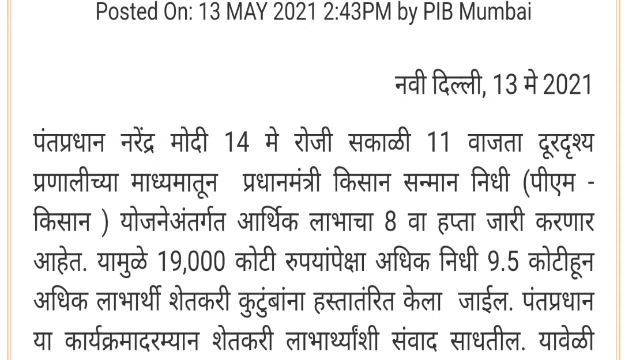 Posted On: 13 MAY 2021 2:43PM by PIB Mumbai
नवी दिल्ली, 13 मे 2021
पंतप्रधान नरेंद्र मोदी 14 मे रोजी सकाळी 11 वाजता दूरदृश्य
प्रणालीच्या माध्यमातून प्रधानमंत्री किसान सन्मान निधी (पीएम -
किसान ) योजनेअंतर्गत आर्थिक लाभाचा 8 वा हप्ता जारी करणार
आहेत. यामुळे 19,000 कोटी रुपयांपेक्षा अधिक निधी 9.5 कोटीहून
अधिक लाभार्थी शेतकरी कुटुंबांना हस्तातंरित केला जाईल. पंतप्रधान
या कार्यक्रमादरम्यान शेतकरी लाभार्थ्यांशी संवाद साधतील. यावेळी